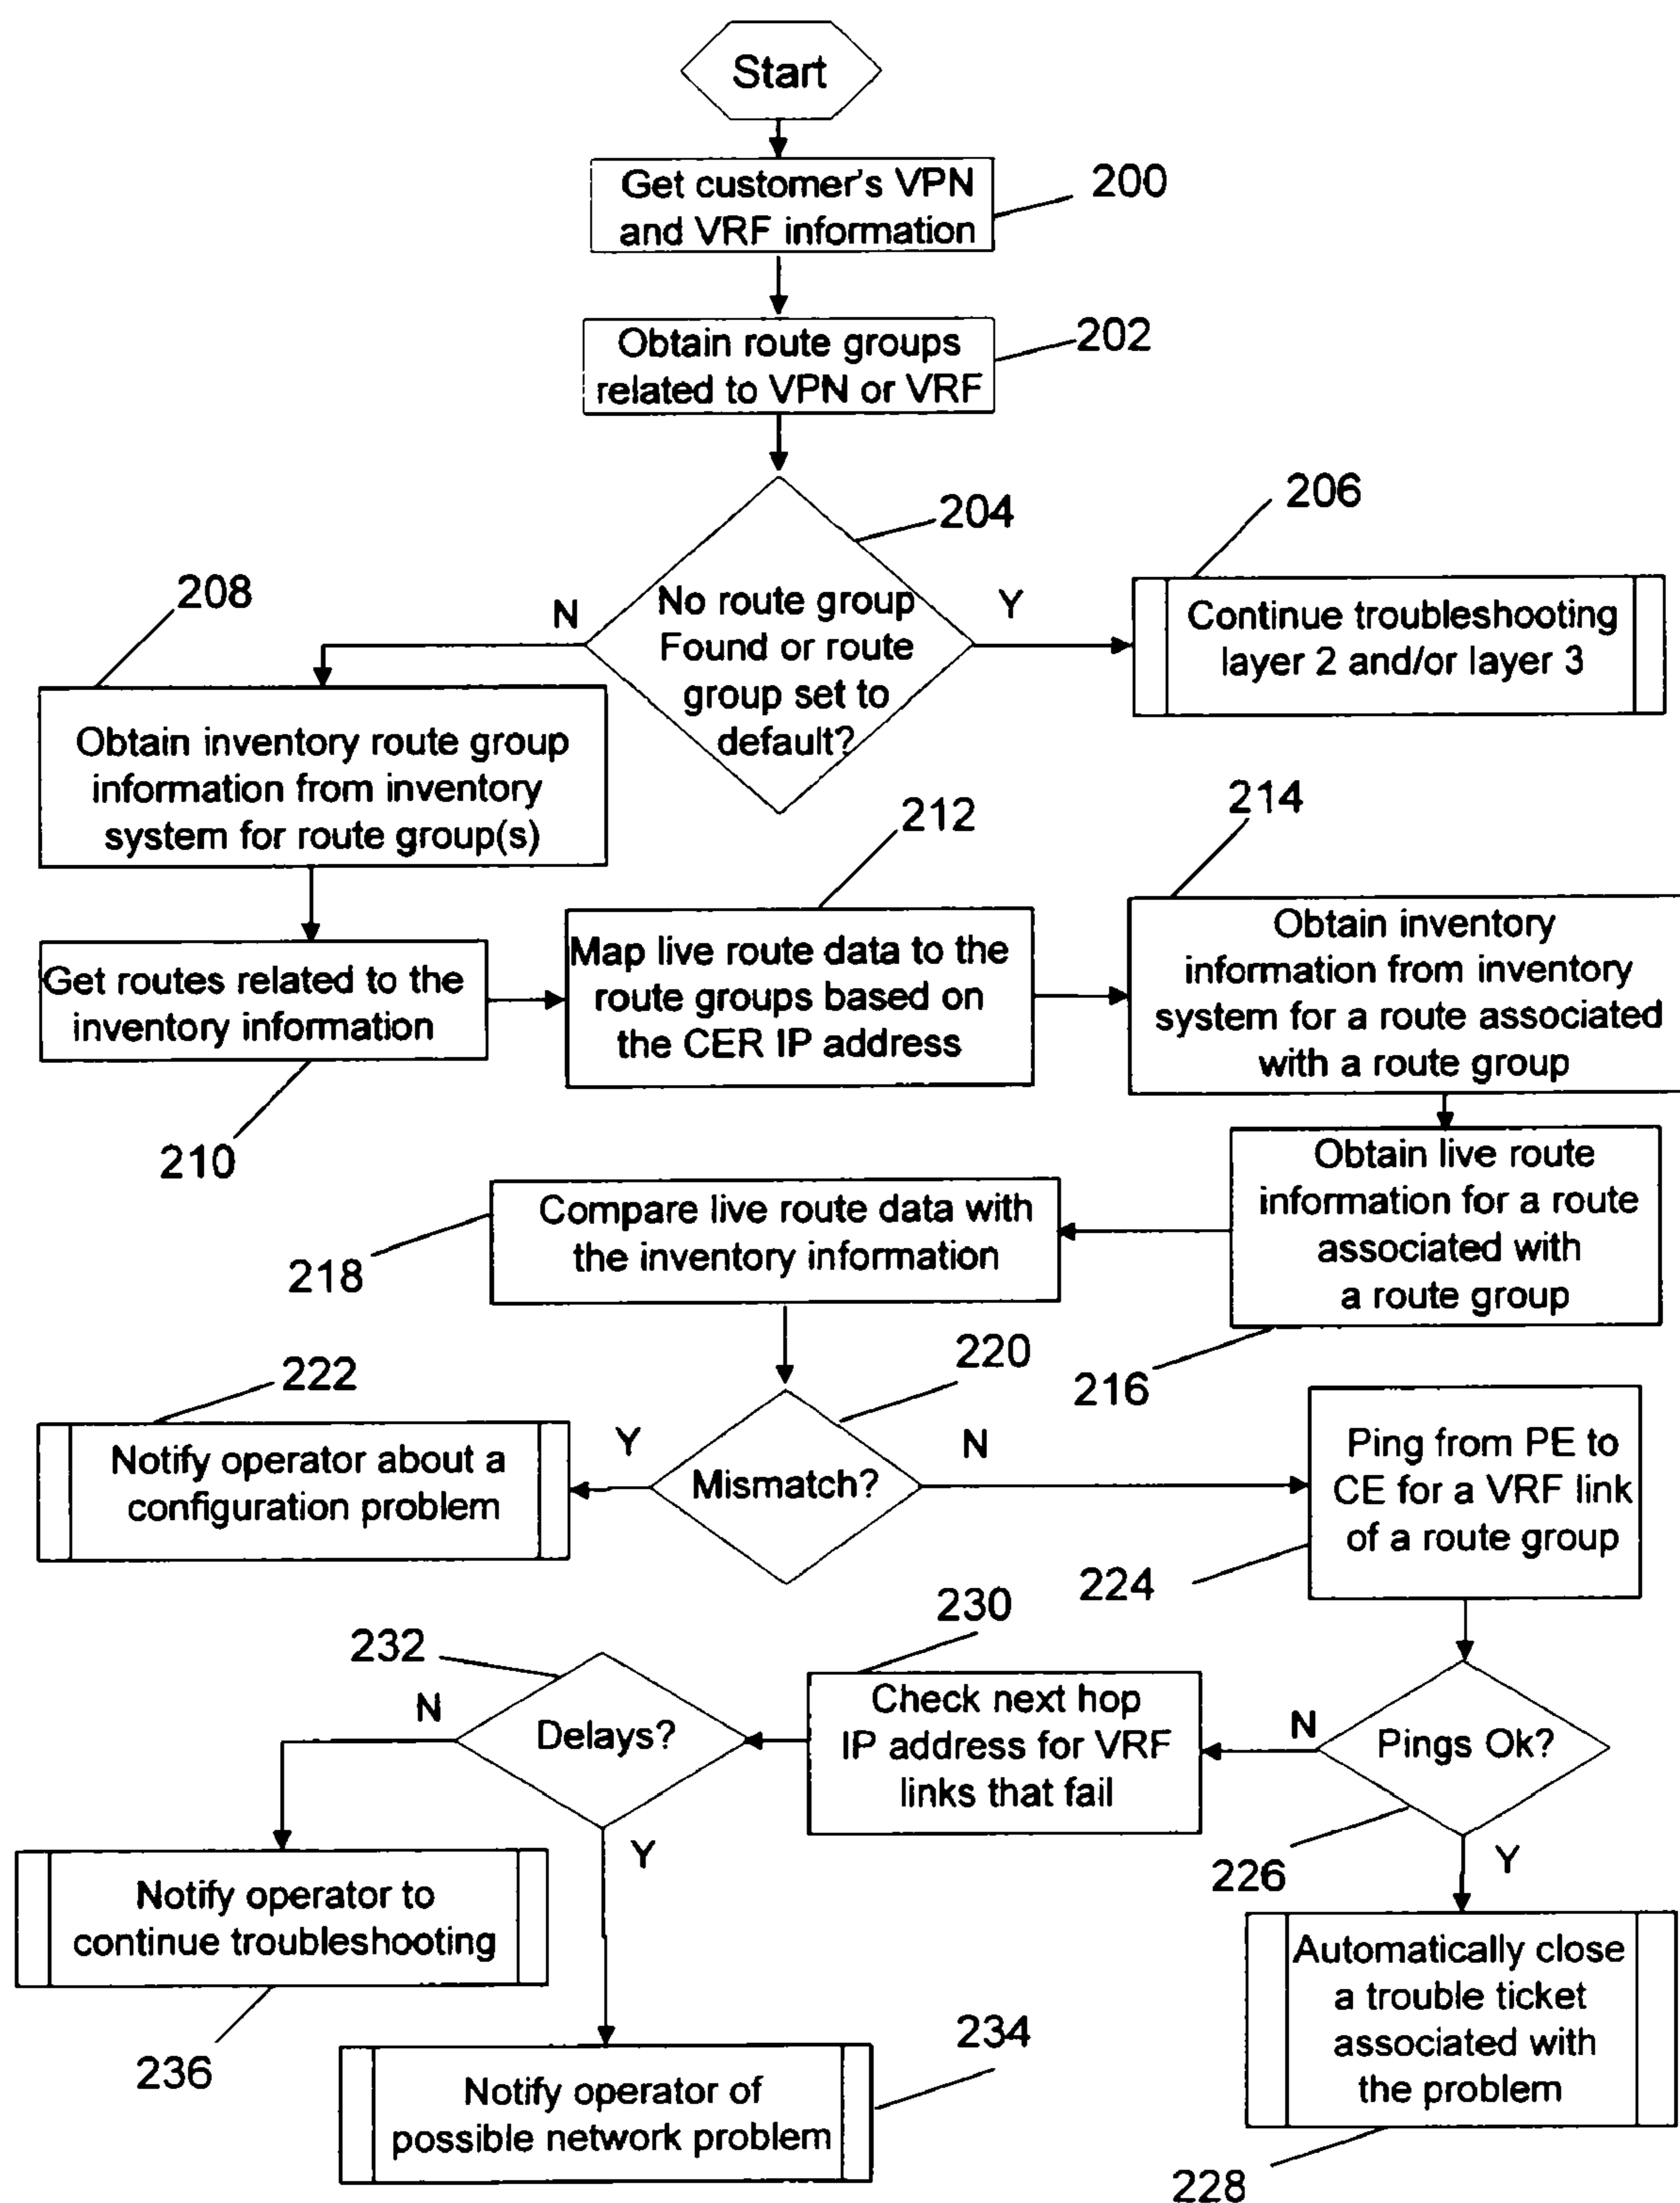 Start
Get customer's VPN
and VRF information
200
Obtain route groups
related to VPN or VRF
202
204
206
208
N
No route group
Found or route
group set to
default?
Y
Continue troubleshooting
layer 2 and/or layer 3
Obtain inventory route group
information from inventory
system for route group(s)
212
214
Get routes related to the
inventory information
210
Map live route data to the
route groups based on
the CER IP address
Obtain inventory
information from inventory
system for a route associated
with a route group
Obtain live route
information for a route
associated with
a route group
216
Compare live route data with
the inventory information
218
220
222
Notify operator about a
configuration problem
Y
Mismatch?
N
Ping from PE to
CE for a VRF link
of a route group
224
230
232
N
Delays?
Y
Check next hop
IP address for VRF
links that fail
N
Pings Ok?
226
Y
Notify operator to
continue troubleshooting
236
Automatically close
a trouble ticket
associated with
the problem
228
234
Notify operator of
possible network problem